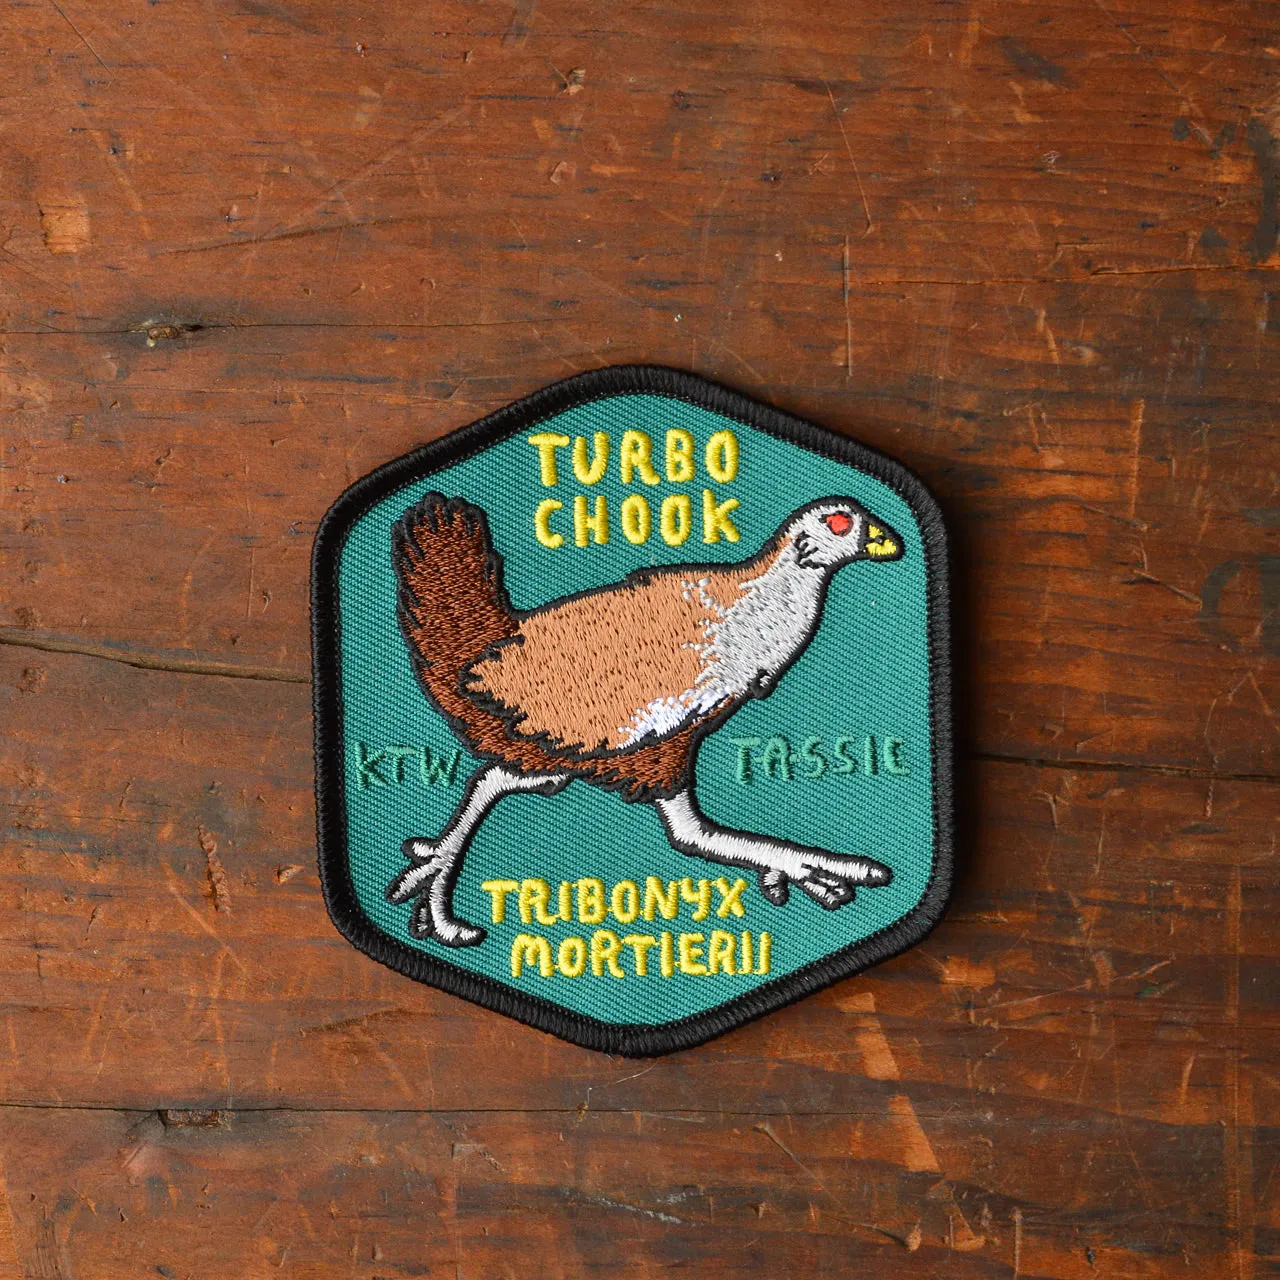 TURBO
CHOOK
KTW TASSIE
TRIBONYX
MORTIERII